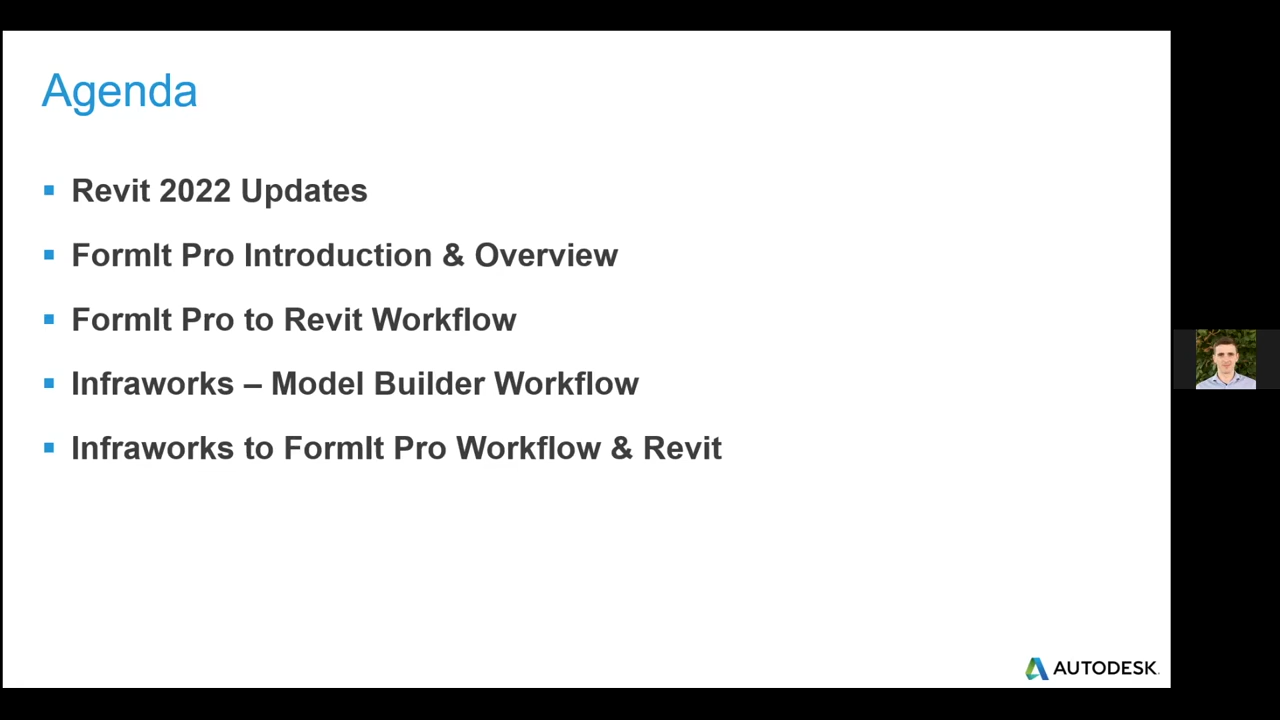 Agenda
Revit 2022 Updates
FormIt Pro Introduction & Overview
FormIt Pro to Revit Workflow
Infraworks – Model Builder Workflow
Infraworks to FormIt Pro Workflow & Revit
AUTODESK.